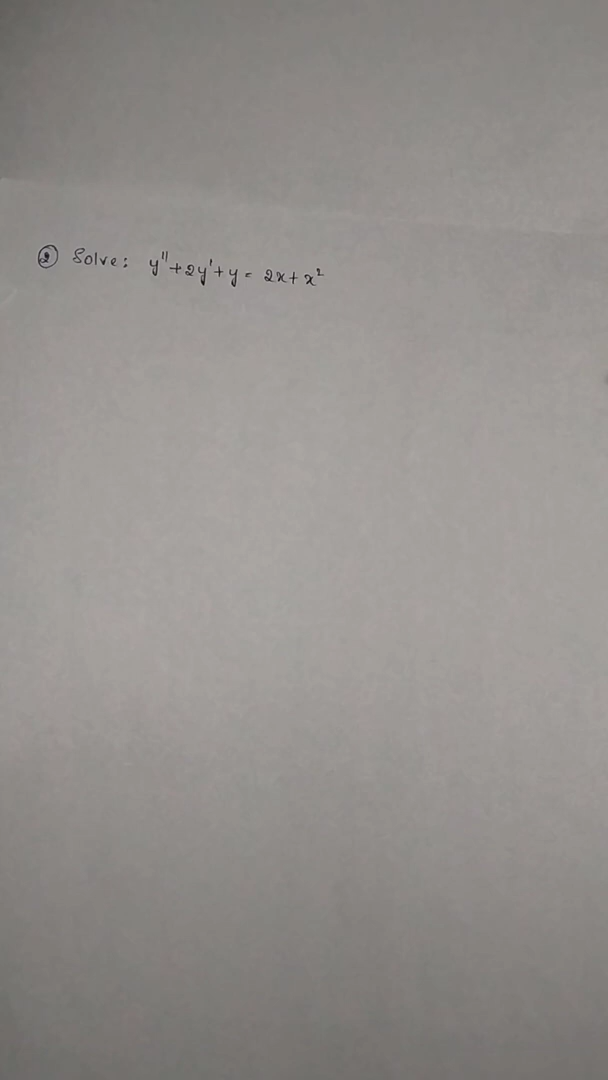 ② Solve: y'' + 2y' + y = 2x + x²